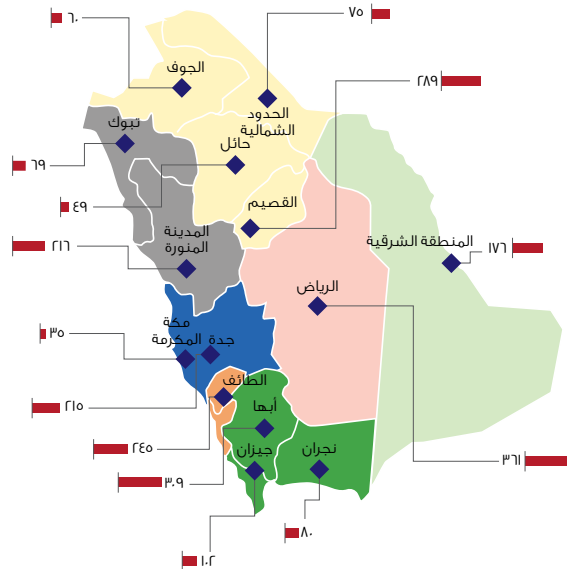 ٧٥
٦٠
الجوف
٢٨٩
الحدود
الشمالية
تبوك
حائل
٦٩
القصيم
٤٩
المدينة
المنورة
المنطقة الشرقية
٢١٦
١٧٦
الرياض
مكة
المكرمة
جدة
٣٥
الطائف
٢١٥
أبها
٢٤٥
جيزان
نجران
٣٦١
٣٠٩
٨٠
١٠٢